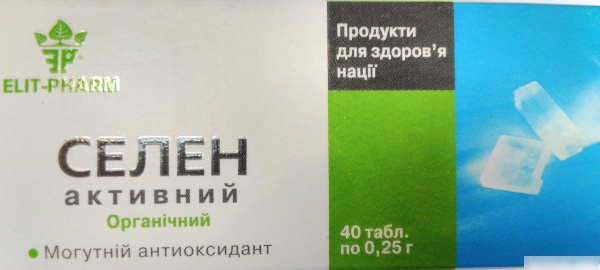 ELIT-PHARM
СЕЛЕН
активний
Органічний
• Могутній антиоксидант
Продукти
для здоров'я
нації
40 табл.
по 0,25 г